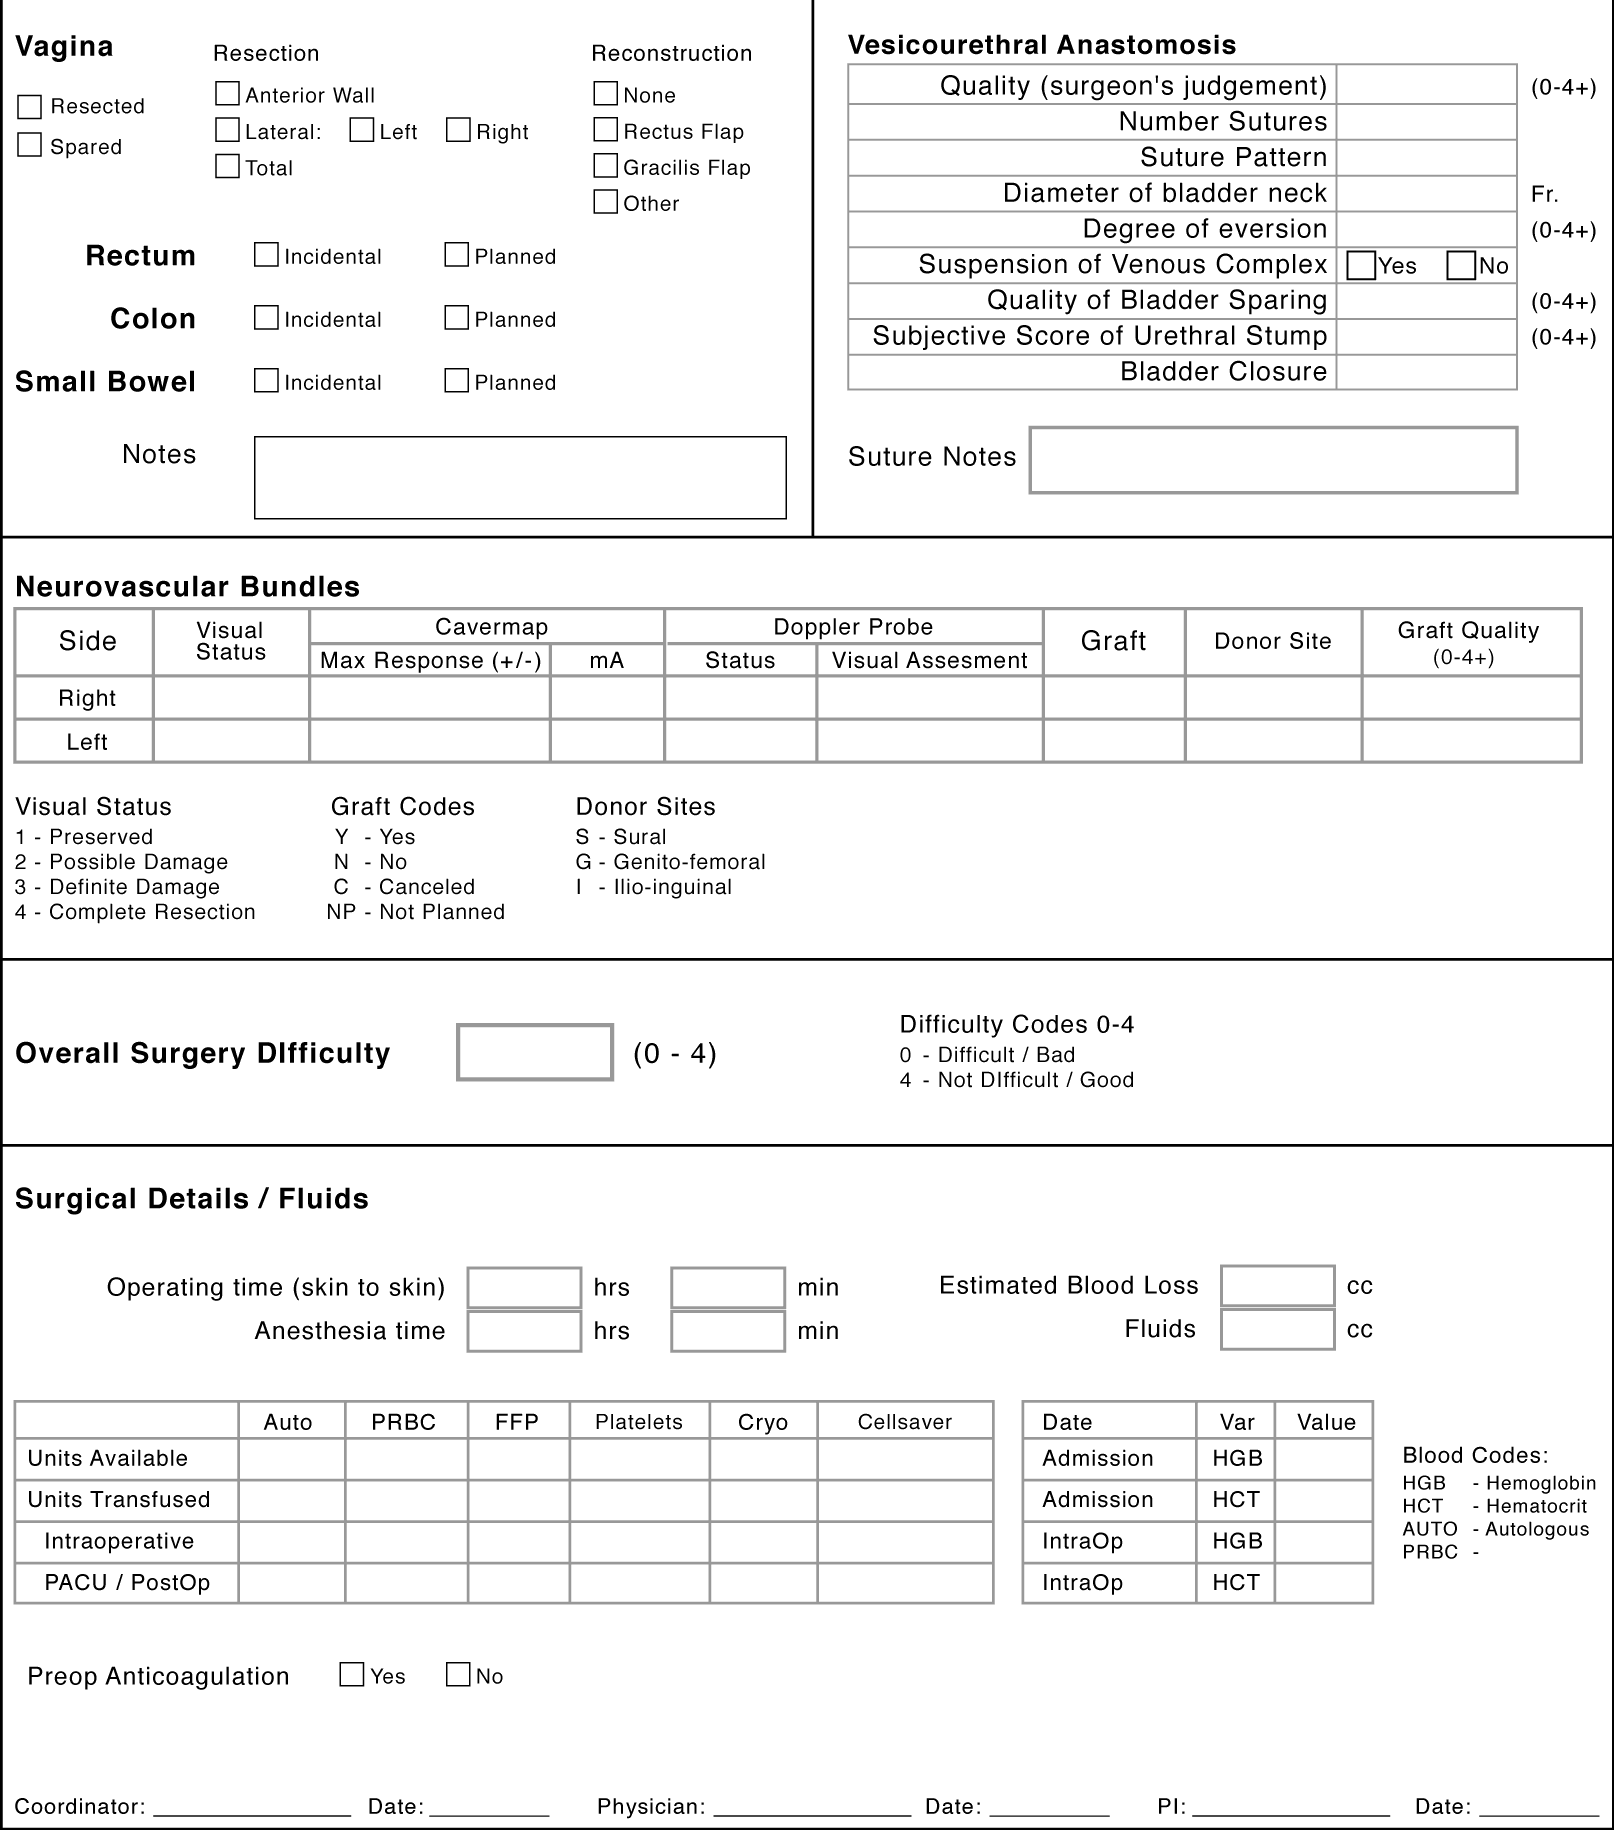 Vagina
Resected
Spared
Resection
Anterior Wall
Lateral: Left Right
Total
Reconstruction
None
Rectus Flap
Gracilis Flap
Other
Rectum Incidental Planned
Colon Incidental Planned
Small Bowel Incidental Planned
Notes
Vesicourethral Anastomosis
Quality (surgeon's judgement) (0-4+)
Number Sutures
Suture Pattern
Diameter of bladder neck Fr.
Degree of eversion (0-4+)
Suspension of Venous Complex Yes No
Quality of Bladder Sparing (0-4+)
Subjective Score of Urethral Stump (0-4+)
Bladder Closure
Suture Notes
Neurovascular Bundles
Side Visual Status Cavermap Doppler Probe Graft Donor Site Graft Quality (0-4+)
Max Response (+/-) mA Status Visual Assesment
Right
Left
Visual Status
1 - Preserved
2 - Possible Damage
3 - Definite Damage
4 - Complete Resection
Graft Codes
Y - Yes
N - No
C - Canceled
NP - Not Planned
Donor Sites
S - Sural
G - Genito-femoral
I - Ilio-inguinal
Overall Surgery DIfficulty (0 - 4)
Difficulty Codes 0-4
0 - Difficult / Bad
4 - Not DIfficult / Good
Surgical Details / Fluids
Operating time (skin to skin) hrs min
Anesthesia time hrs min
Estimated Blood Loss cc
Fluids cc
Auto PRBC FFP Platelets Cryo Cellsaver
Units Available
Units Transfused
Intraoperative
PACU / PostOp
Date Var Value
Admission HGB
Admission HCT
IntraOp HGB
IntraOp HCT
Blood Codes:
HGB - Hemoglobin
HCT - Hematocrit
AUTO - Autologous
PRBC -
Preop Anticoagulation Yes No
Coordinator: Date: Physician: Date: PI: Date: